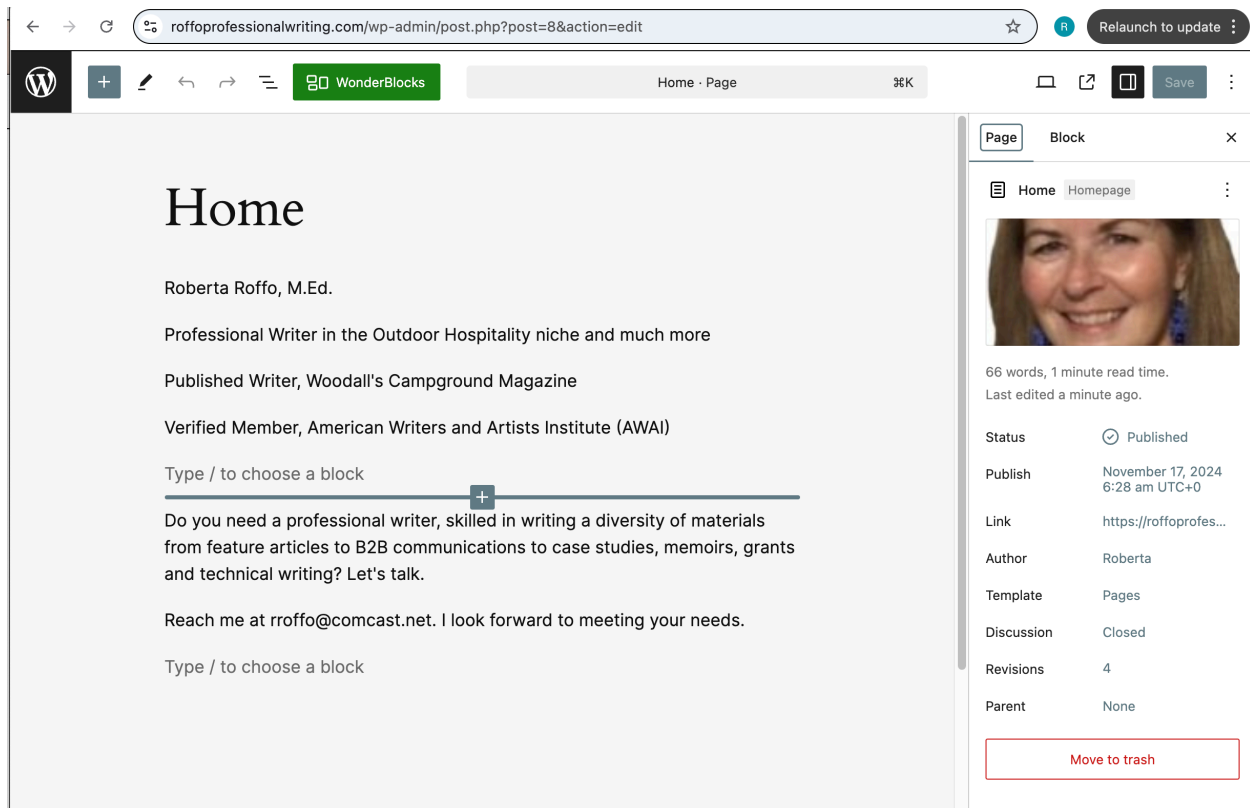 roffoprofessionalwriting.com/wp-admin/post.php?post=8&action=edit
R
Relaunch to update
WonderBlocks
Home · Page
⌘K
Save
Page
Block
Home
Homepage
Home
Roberta Roffo, M.Ed.
Professional Writer in the Outdoor Hospitality niche and much more
Published Writer, Woodall's Campground Magazine
Verified Member, American Writers and Artists Institute (AWAI)
Type / to choose a block
Do you need a professional writer, skilled in writing a diversity of materials
from feature articles to B2B communications to case studies, memoirs, grants
and technical writing? Let's talk.
Reach me at rroffo@comcast.net. I look forward to meeting your needs.
Type / to choose a block
66 words, 1 minute read time.
Last edited a minute ago.
Status
Published
Publish
November 17, 2024
6:28 am UTC+0
Link
https://roffoprofes...
Author
Roberta
Template
Pages
Discussion
Closed
Revisions
4
Parent
None
Move to trash